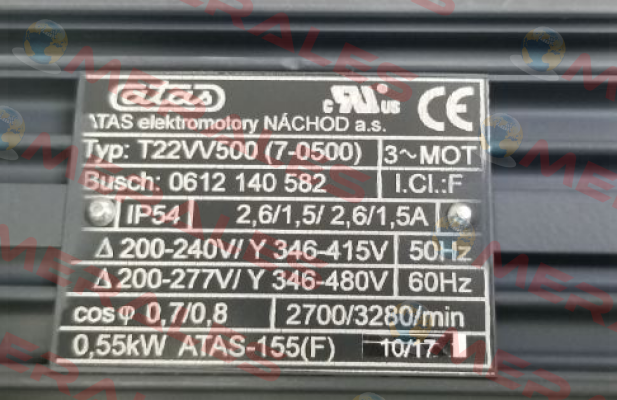 atas c UR US CE
ATAS elektromotory NÁCHOD a.s.
Typ: T22VV500 (7-0500) 3~MOT
Busch: 0612 140 582 I.Cl.:F
IP54 2,6/1,5/ 2,6/1,5A
Δ 200-240V/ Y 346-415V 50Hz
Δ 200-277V/ Y 346-480V 60Hz
cosφ 0,7/0,8 2700/3280/min
0,55kW ATAS-155(F) 10/17
MERALES